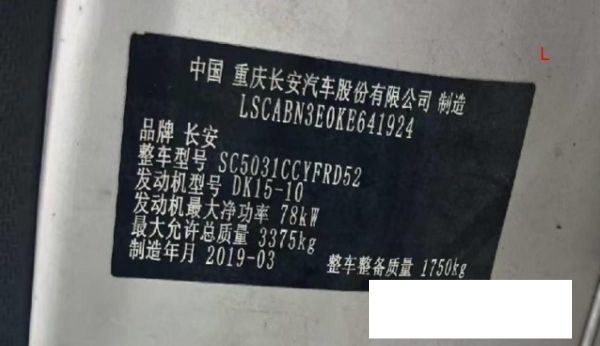 L
中国 重庆长安汽车股份有限公司 制造
LSCABN3E0KE641924
品牌 长安
整车型号 SC5031CCYFRD52
发动机型号 DK15-10
发动机最大净功率 78kW
最大允许总质量 3375kg
制造年月 2019-03 整车整备质量 1750kg